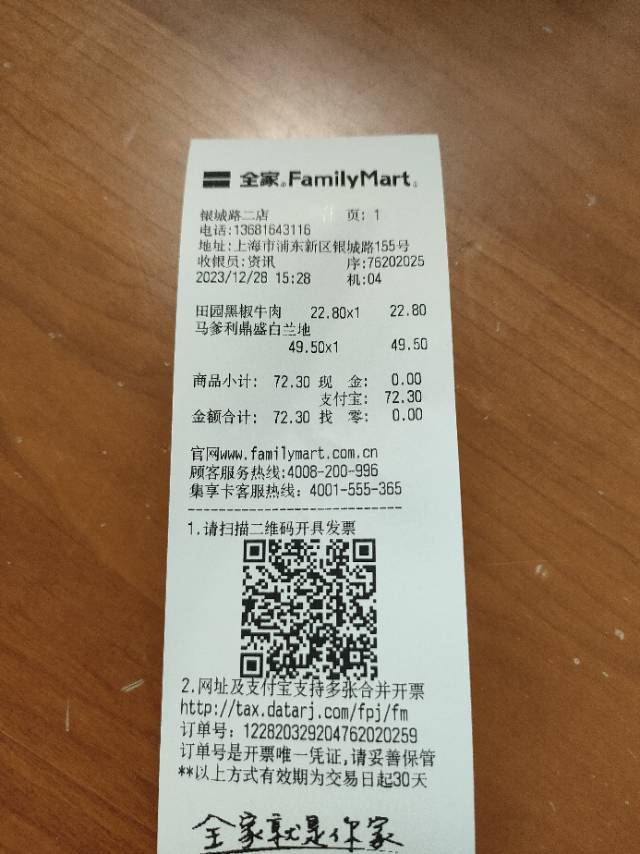 全家 FamilyMart
银城路二店 页: 1
电话:13681643116
地址:上海市浦东新区银城路155号
收银员:资讯 序:76202025
2023/12/28 15:28 机:04
田园黑椒牛肉 22.80x1 22.80
马爹利鼎盛白兰地
49.50x1 49.50
商品小计: 72.30 现 金: 0.00
支付宝: 72.30
金额合计: 72.30 找 零: 0.00
官网www.familymart.com.cn
顾客服务热线:4008-200-996
集享卡客服热线: 4001-555-365
----------------------------
1.请扫描二维码开具发票
2.网址及支付宝支持多张合并开票
http://tax.datarj.com/fpj/fm
订单号: 122820329204762020259
订单号是开票唯一凭证,请妥善保管
**以上方式有效期为交易日起30天
全家就是你家